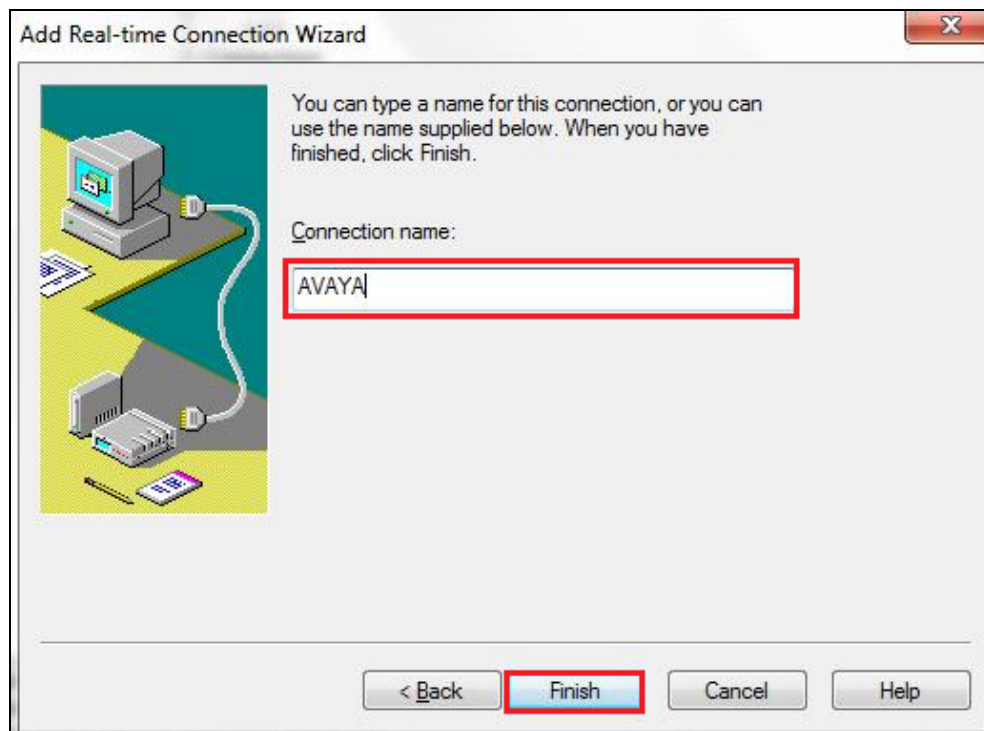 Add Real-time Connection Wizard
You can type a name for this connection, or you can
use the name supplied below. When you have
finished, click Finish.
Connection name:
AVAYA
< Back
Finish
Cancel
Help